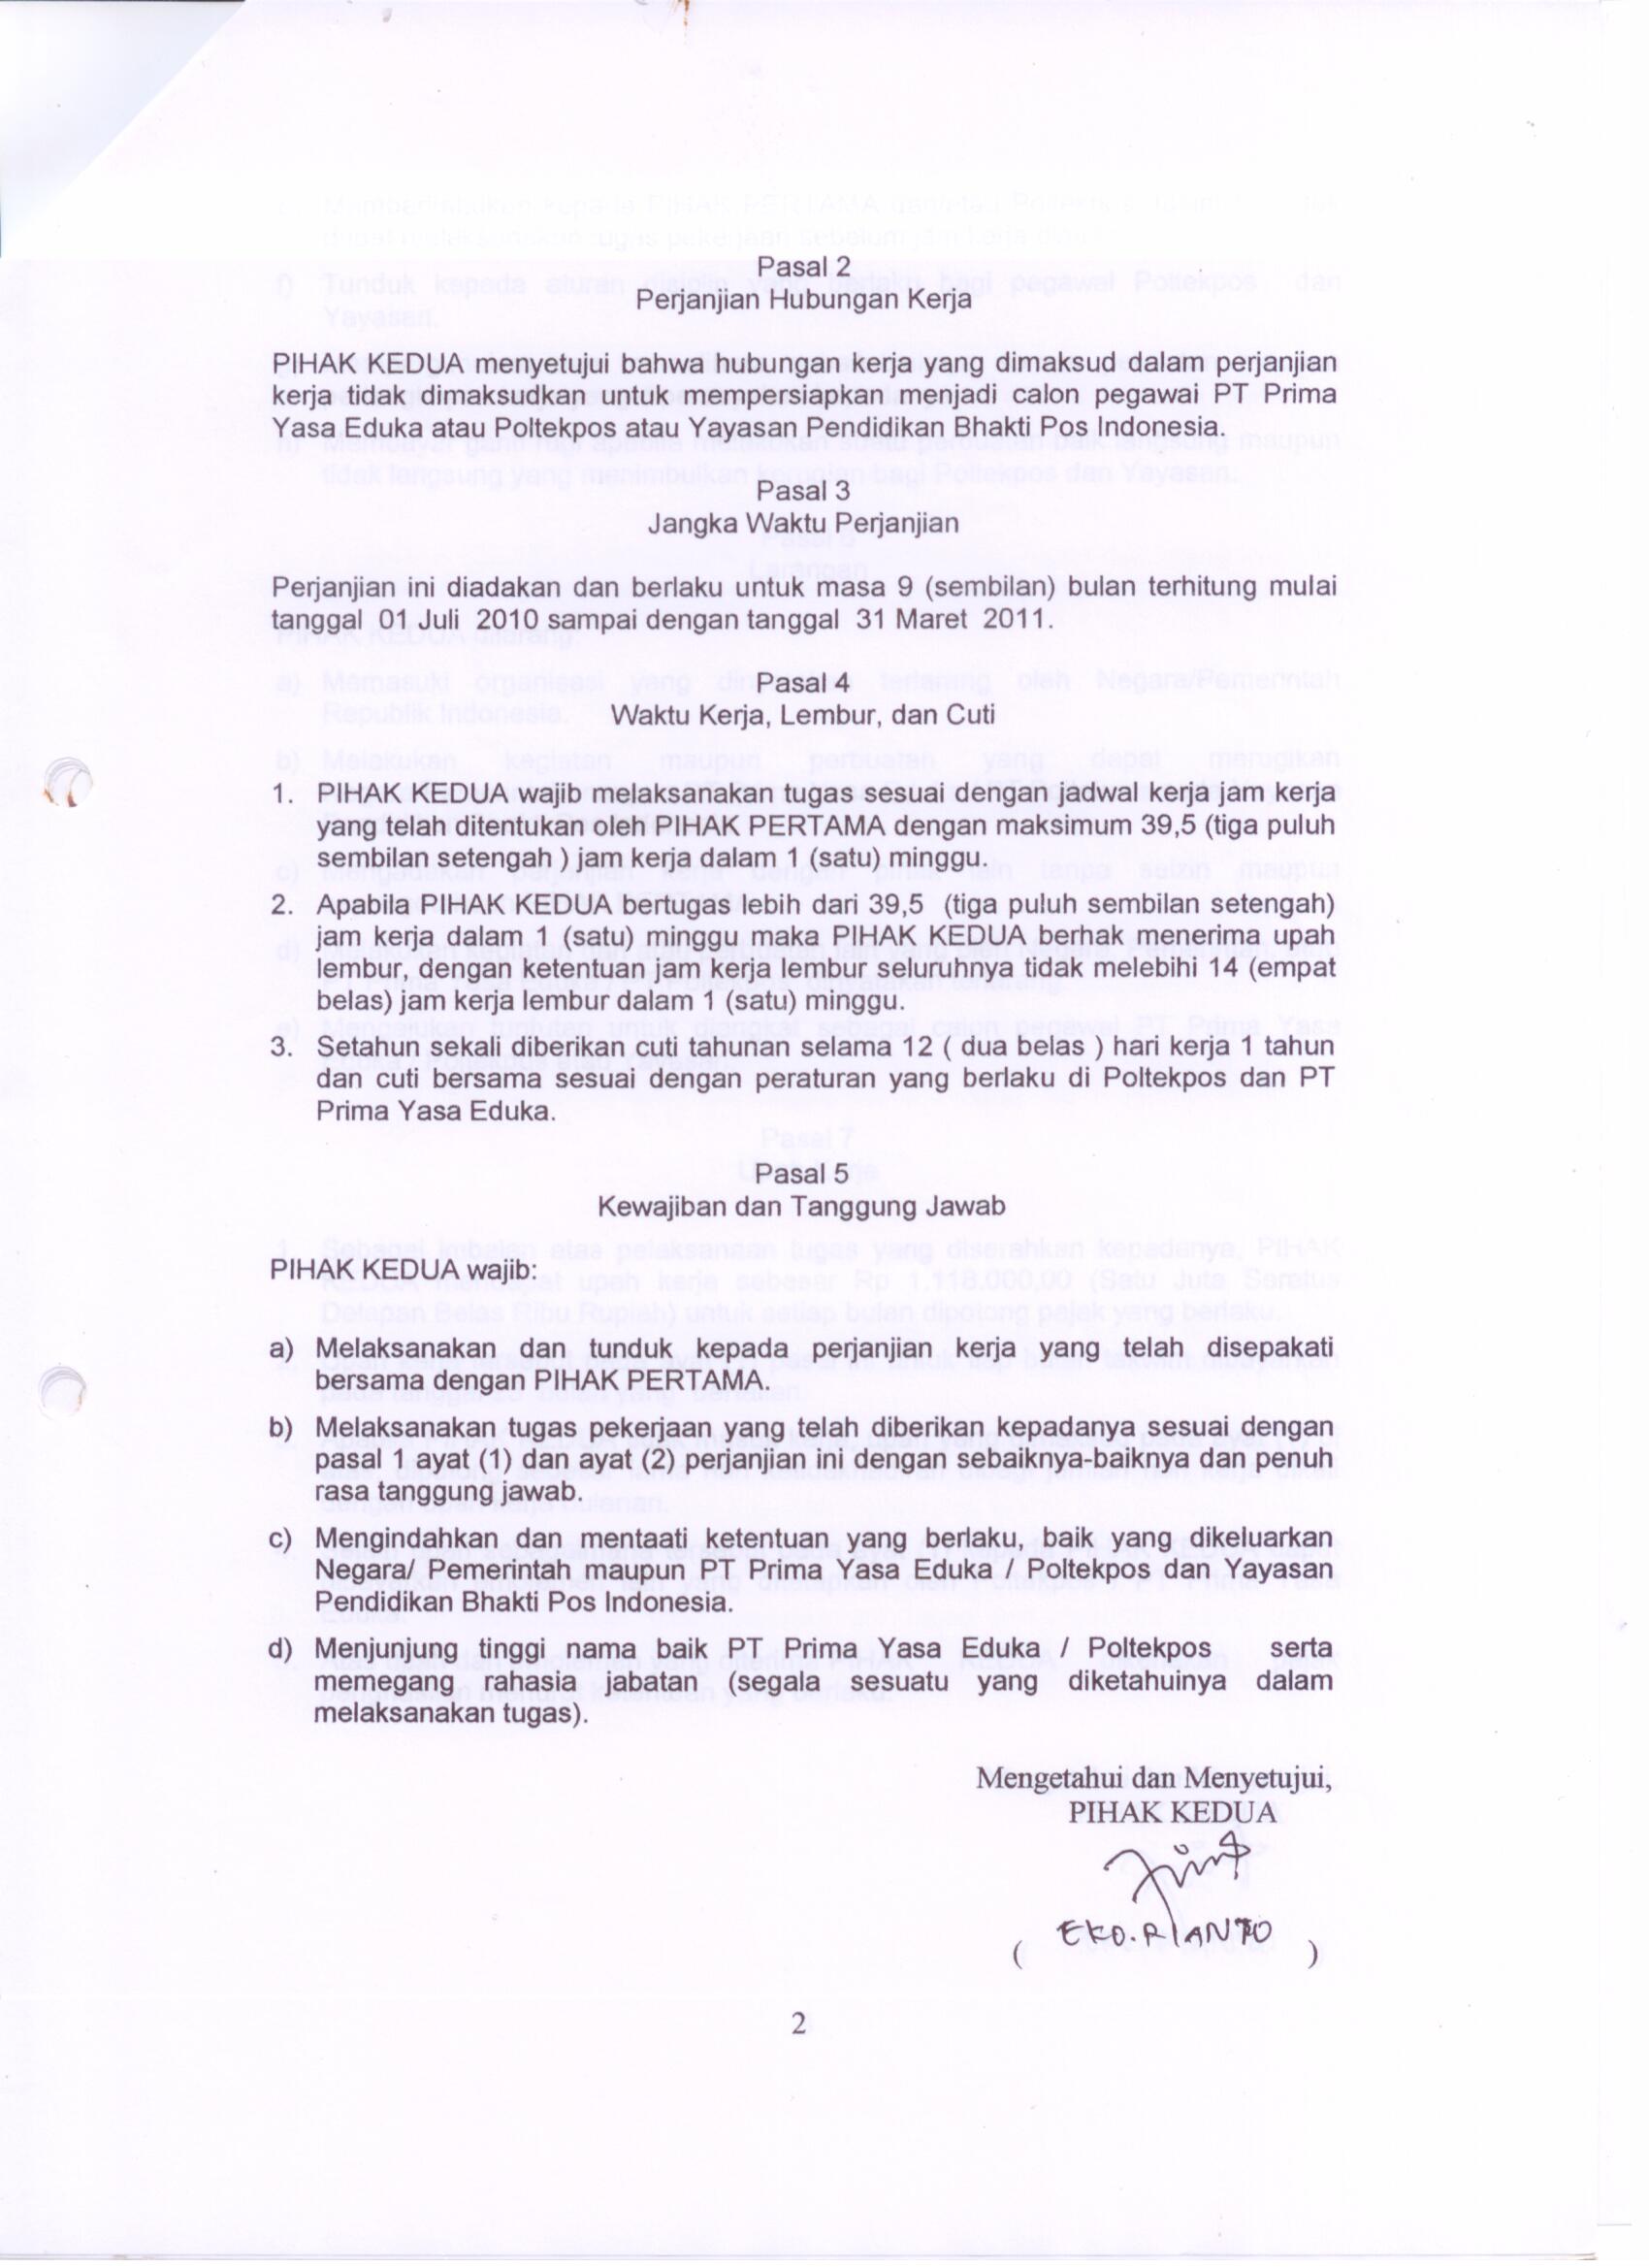 Pasal 2
Perjanjian Hubungan Kerja
PIHAK KEDUA menyetujui bahwa hubungan kerja yang dimaksud dalam perjanjian
kerja tidak dimaksudkan untuk mempersiapkan menjadi calon pegawai PT Prima
Yasa Eduka atau Poltekpos atau Yayasan Pendidikan Bhakti Pos Indonesia.
Pasal 3
Jangka Waktu Perjanjian
Perjanjian ini diadakan dan berlaku untuk masa 9 (sembilan) bulan terhitung mulai
tanggal 01 Juli 2010 sampai dengan tanggal 31 Maret 2011.
Pasal 4
Waktu Kerja, Lembur, dan Cuti
1. PIHAK KEDUA wajib melaksanakan tugas sesuai dengan jadwal kerja jam kerja
yang telah ditentukan oleh PIHAK PERTAMA dengan maksimum 39,5 (tiga puluh
sembilan setengah ) jam kerja dalam 1 (satu) minggu.
2. Apabila PIHAK KEDUA bertugas lebih dari 39,5 (tiga puluh sembilan setengah)
jam kerja dalam 1 (satu) minggu maka PIHAK KEDUA berhak menerima upah
lembur, dengan ketentuan jam kerja lembur seluruhnya tidak melebihi 14 (empat
belas) jam kerja lembur dalam 1 (satu) minggu.
3. Setahun sekali diberikan cuti tahunan selama 12 ( dua belas ) hari kerja 1 tahun
dan cuti bersama sesuai dengan peraturan yang berlaku di Poltekpos dan PT
Prima Yasa Eduka.
Pasal 5
Kewajiban dan Tanggung Jawab
PIHAK KEDUA wajib:
a) Melaksanakan dan tunduk kepada perjanjian kerja yang telah disepakati
bersama dengan PIHAK PERTAMA.
b) Melaksanakan tugas pekerjaan yang telah diberikan kepadanya sesuai dengan
pasal 1 ayat (1) dan ayat (2) perjanjian ini dengan sebaiknya-baiknya dan penuh
rasa tanggung jawab.
c) Mengindahkan dan mentaati ketentuan yang berlaku, baik yang dikeluarkan
Negara/ Pemerintah maupun PT Prima Yasa Eduka / Poltekpos dan Yayasan
Pendidikan Bhakti Pos Indonesia.
d) Menjunjung tinggi nama baik PT Prima Yasa Eduka / Poltekpos serta
memegang rahasia jabatan (segala sesuatu yang diketahuinya dalam
melaksanakan tugas).
Mengetahui dan Menyetujui,
PIHAK KEDUA
( EKO.RIANTO )
2